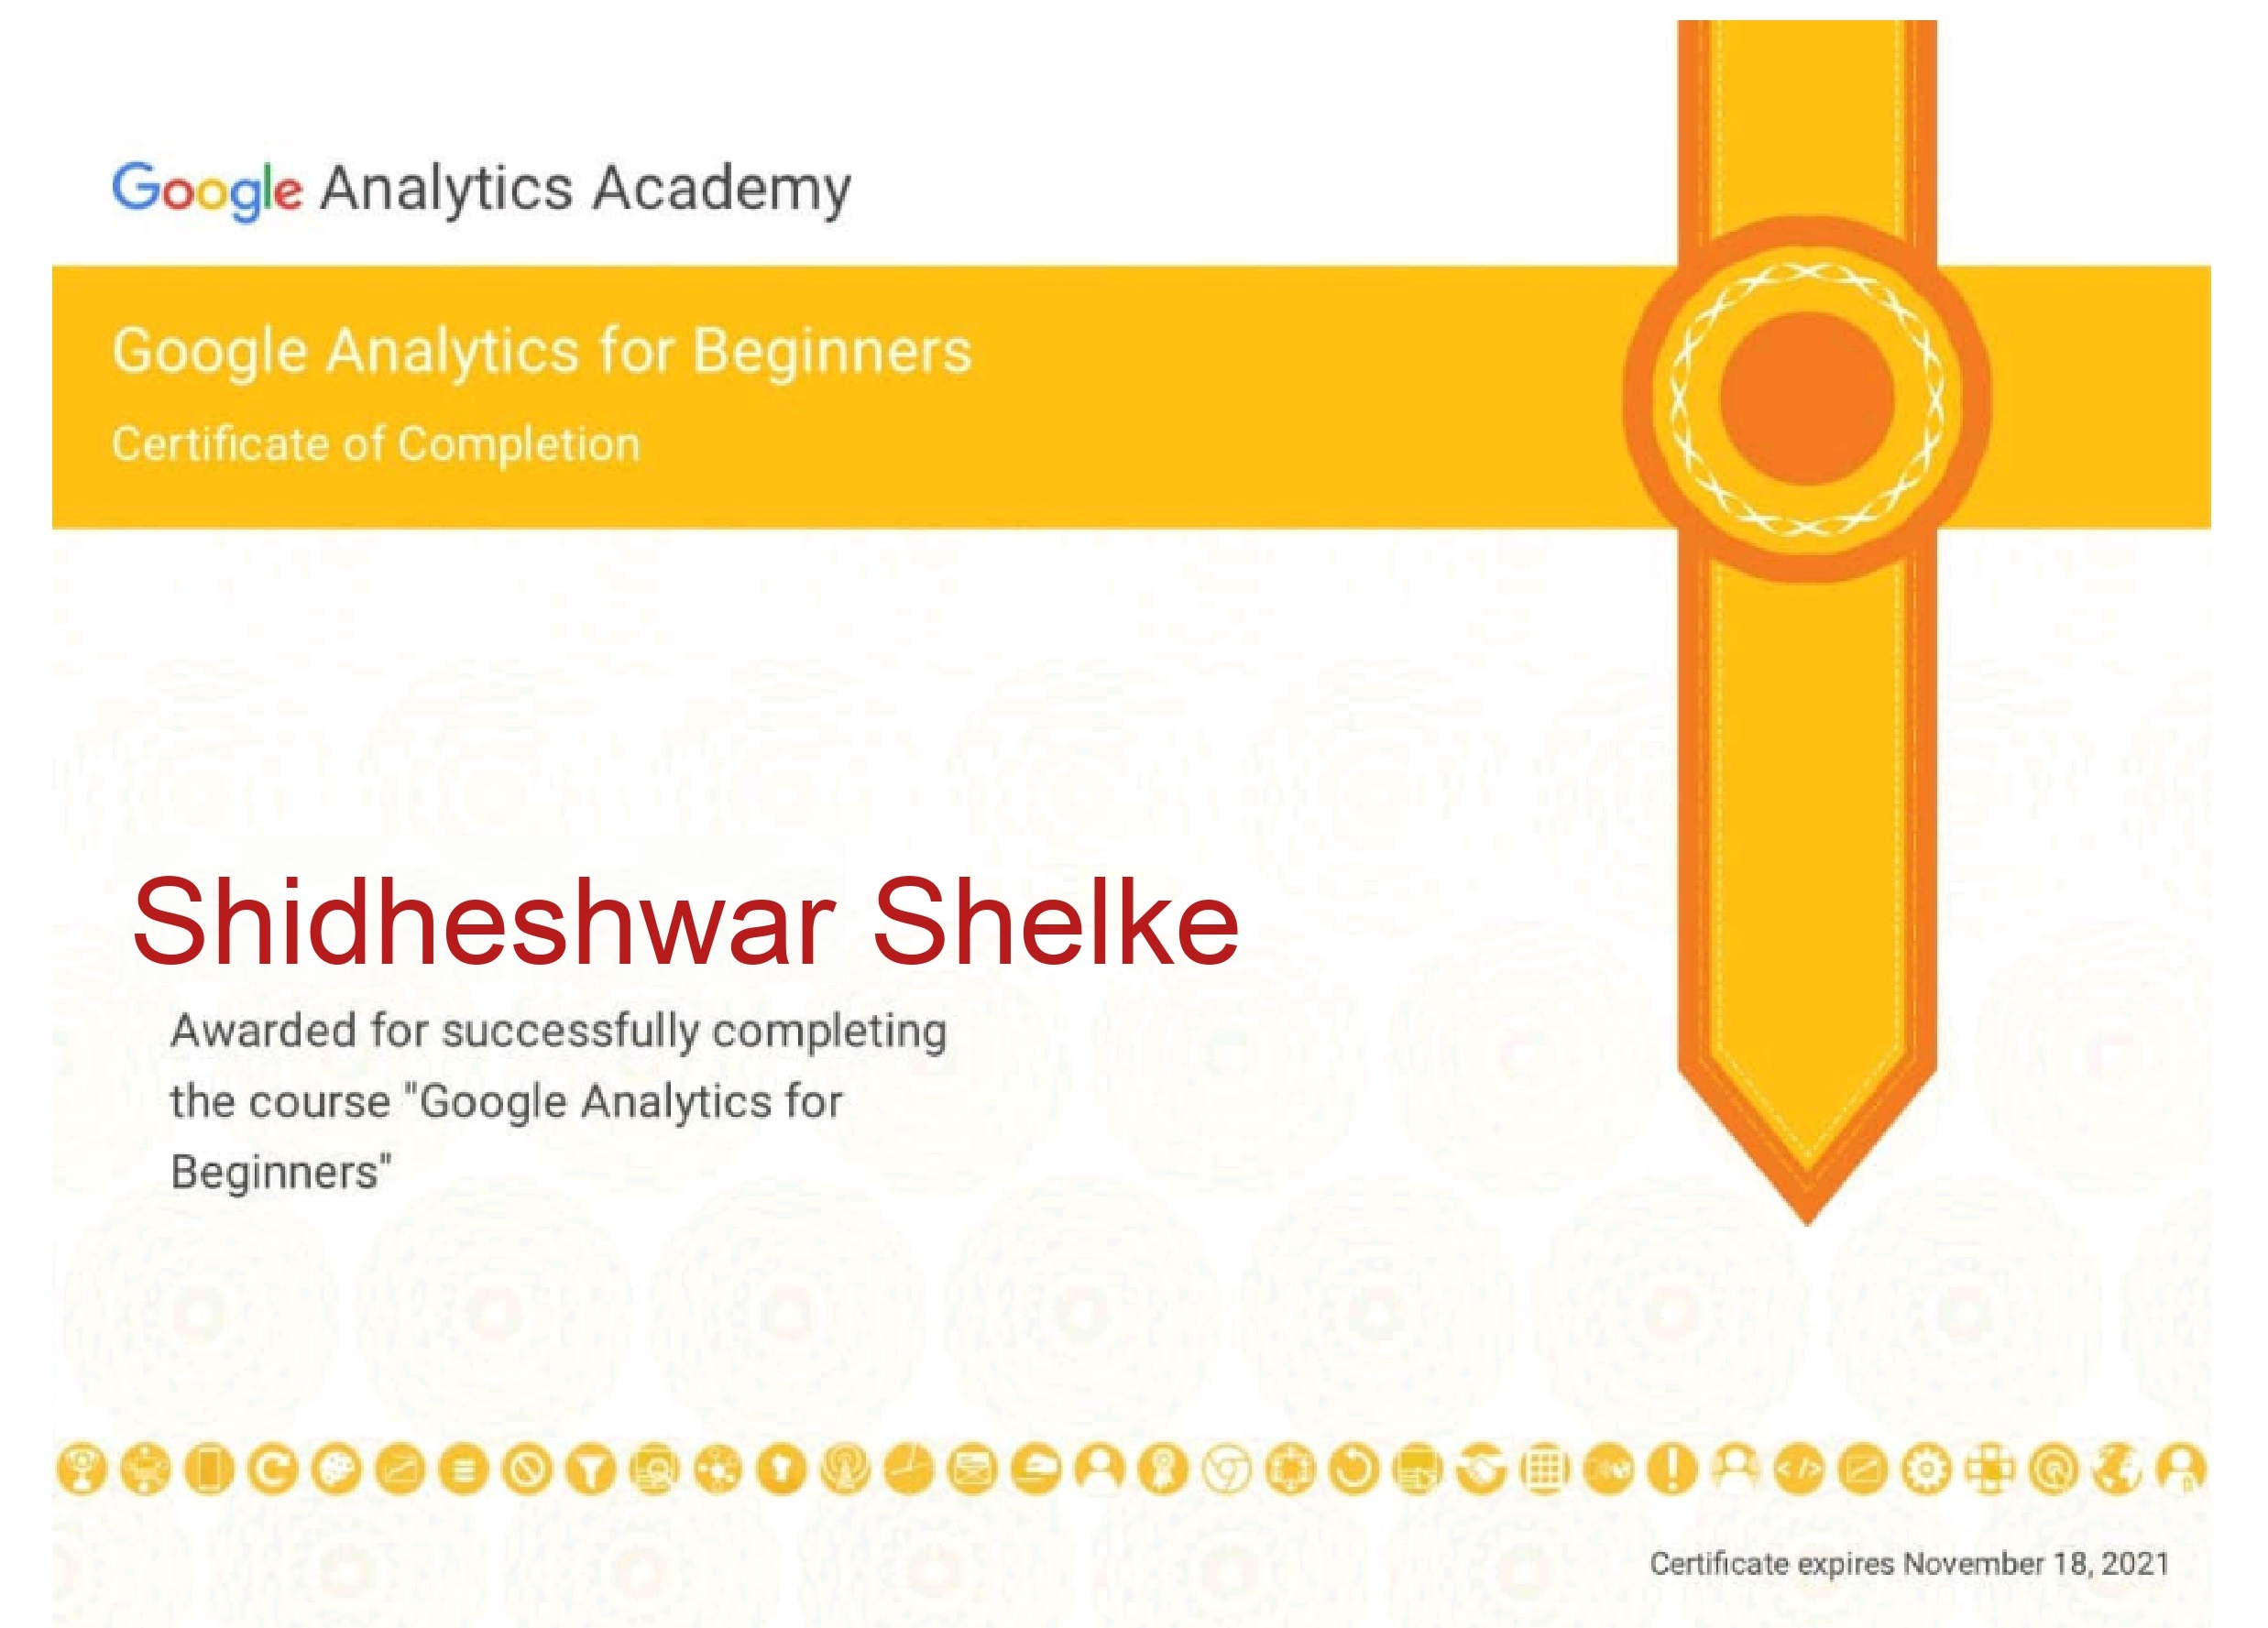 Google Analytics Academy
Google Analytics for Beginners
Certificate of Completion
Shidheshwar Shelke
Awarded for successfully completing
the course "Google Analytics for
Beginners"
Certificate expires November 18, 2021